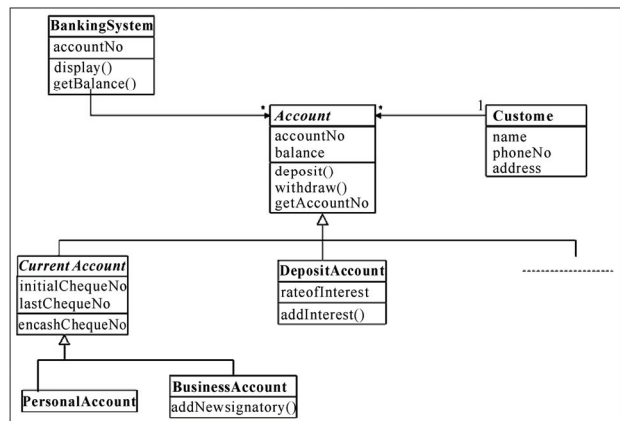 BankingSystem
accountNo
display()
getBalance()
*
Account
accountNo
balance
deposit()
withdraw()
getAccountNo
*
1
Custome
name
phoneNo
address
Current Account
initialChequeNo
lastChequeNo
encashChequeNo
DepositAccount
rateofInterest
addInterest()
PersonalAccount
BusinessAccount
addNewsignatory()